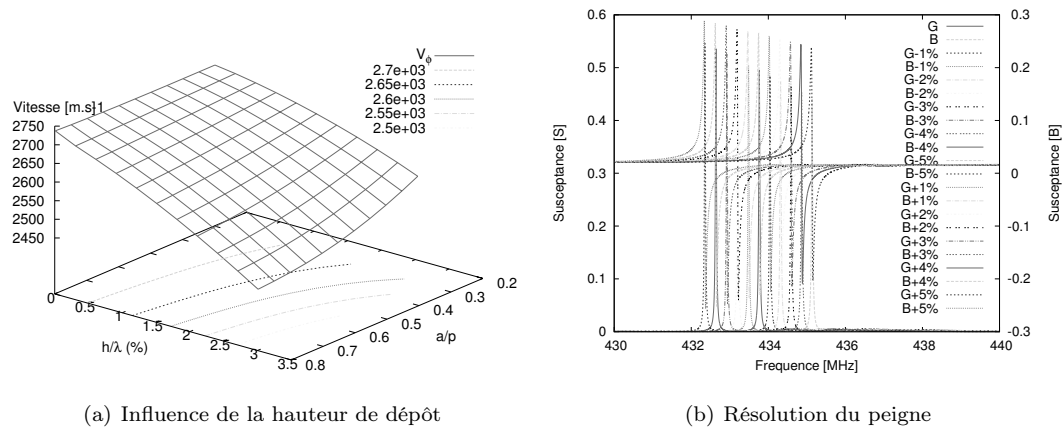 Vφ
2.7e+03
2.65e+03
2.6e+03
2.55e+03
2.5e+03
Vitesse [m.s]-1
2750
2700
2650
2600
2550
2500
2450
0
0.5
1
1.5
2
2.5
3
3.5
h/λ (%)
0.8
0.7
0.6
0.5
0.4
0.3
0.2
a/p
(a) Influence de la hauteur de dépôt
0.6
0.5
0.4
0.3
0.2
0.1
0
Susceptance [S]
0.3
0.2
0.1
0
-0.1
-0.2
-0.3
Susceptance [B]
G
B
G-1%
B-1%
G-2%
B-2%
G-3%
B-3%
G-4%
B-4%
G-5%
B-5%
G+1%
B+1%
G+2%
B+2%
G+3%
B+3%
G+4%
B+4%
G+5%
B+5%
430
432
434
436
438
440
Frequence [MHz]
(b) Résolution du peigne